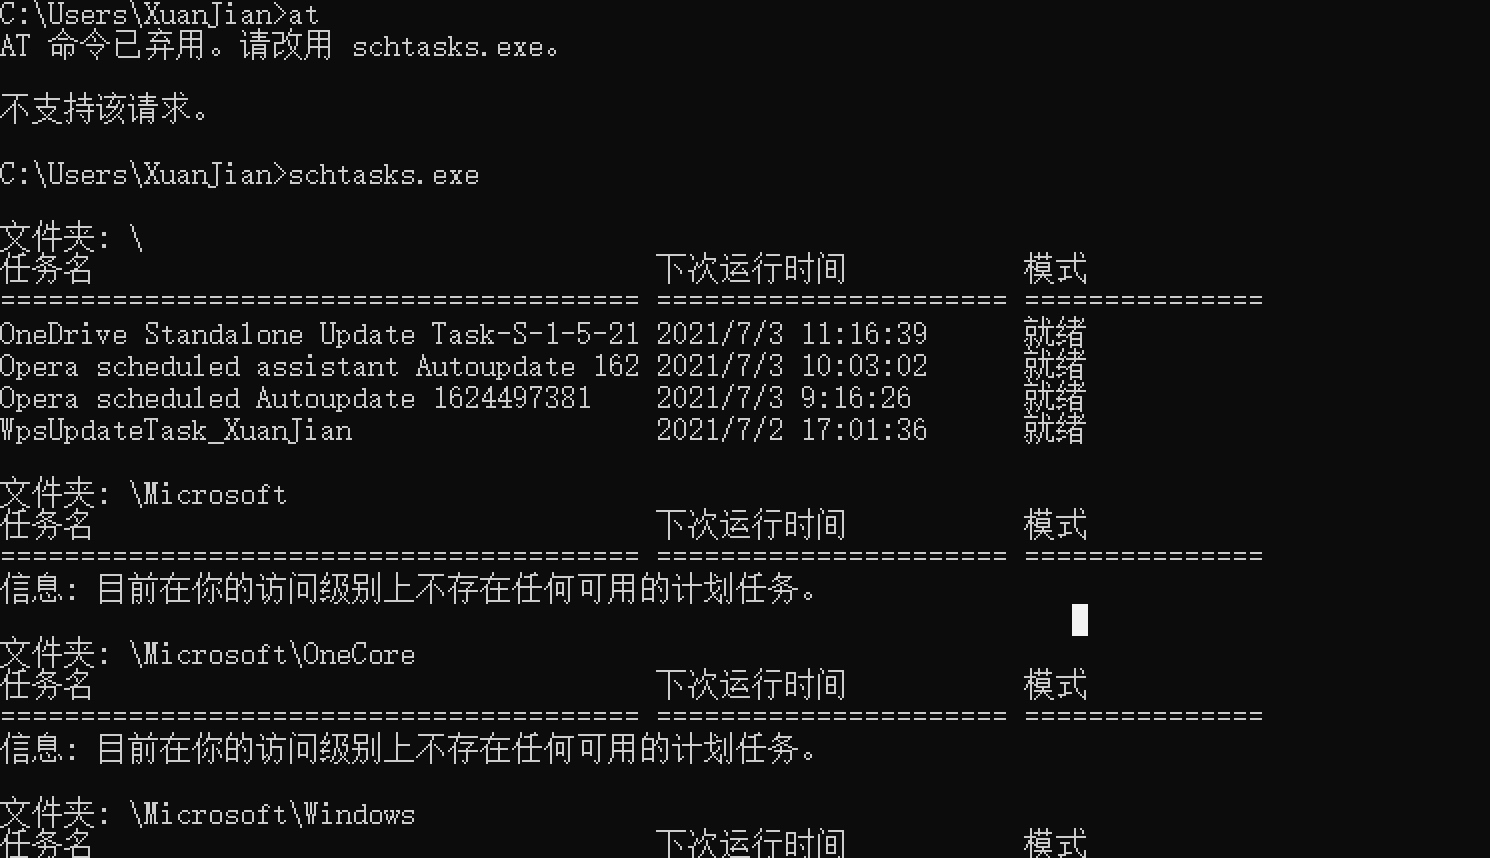 C:\Users\XuanJian>at
AT 命令已弃用。请改用 schtasks.exe。
不支持该请求。
C:\Users\XuanJian>schtasks.exe
文件夹: \
任务名 下次运行时间 模式
======================================== ====================== ===============
OneDrive Standalone Update Task-S-1-5-21 2021/7/3 11:16:39 就绪
Opera scheduled assistant Autoupdate 162 2021/7/3 10:03:02 就绪
Opera scheduled Autoupdate 1624497381 2021/7/3 9:16:26 就绪
WpsUpdateTask_XuanJian 2021/7/2 17:01:36 就绪
文件夹: \Microsoft
任务名 下次运行时间 模式
======================================== ====================== ===============
信息: 目前在你的访问级别上不存在任何可用的计划任务。
文件夹: \Microsoft\OneCore
任务名 下次运行时间 模式
======================================== ====================== ===============
信息: 目前在你的访问级别上不存在任何可用的计划任务。
文件夹: \Microsoft\Windows
任务名 下次运行时间 模式